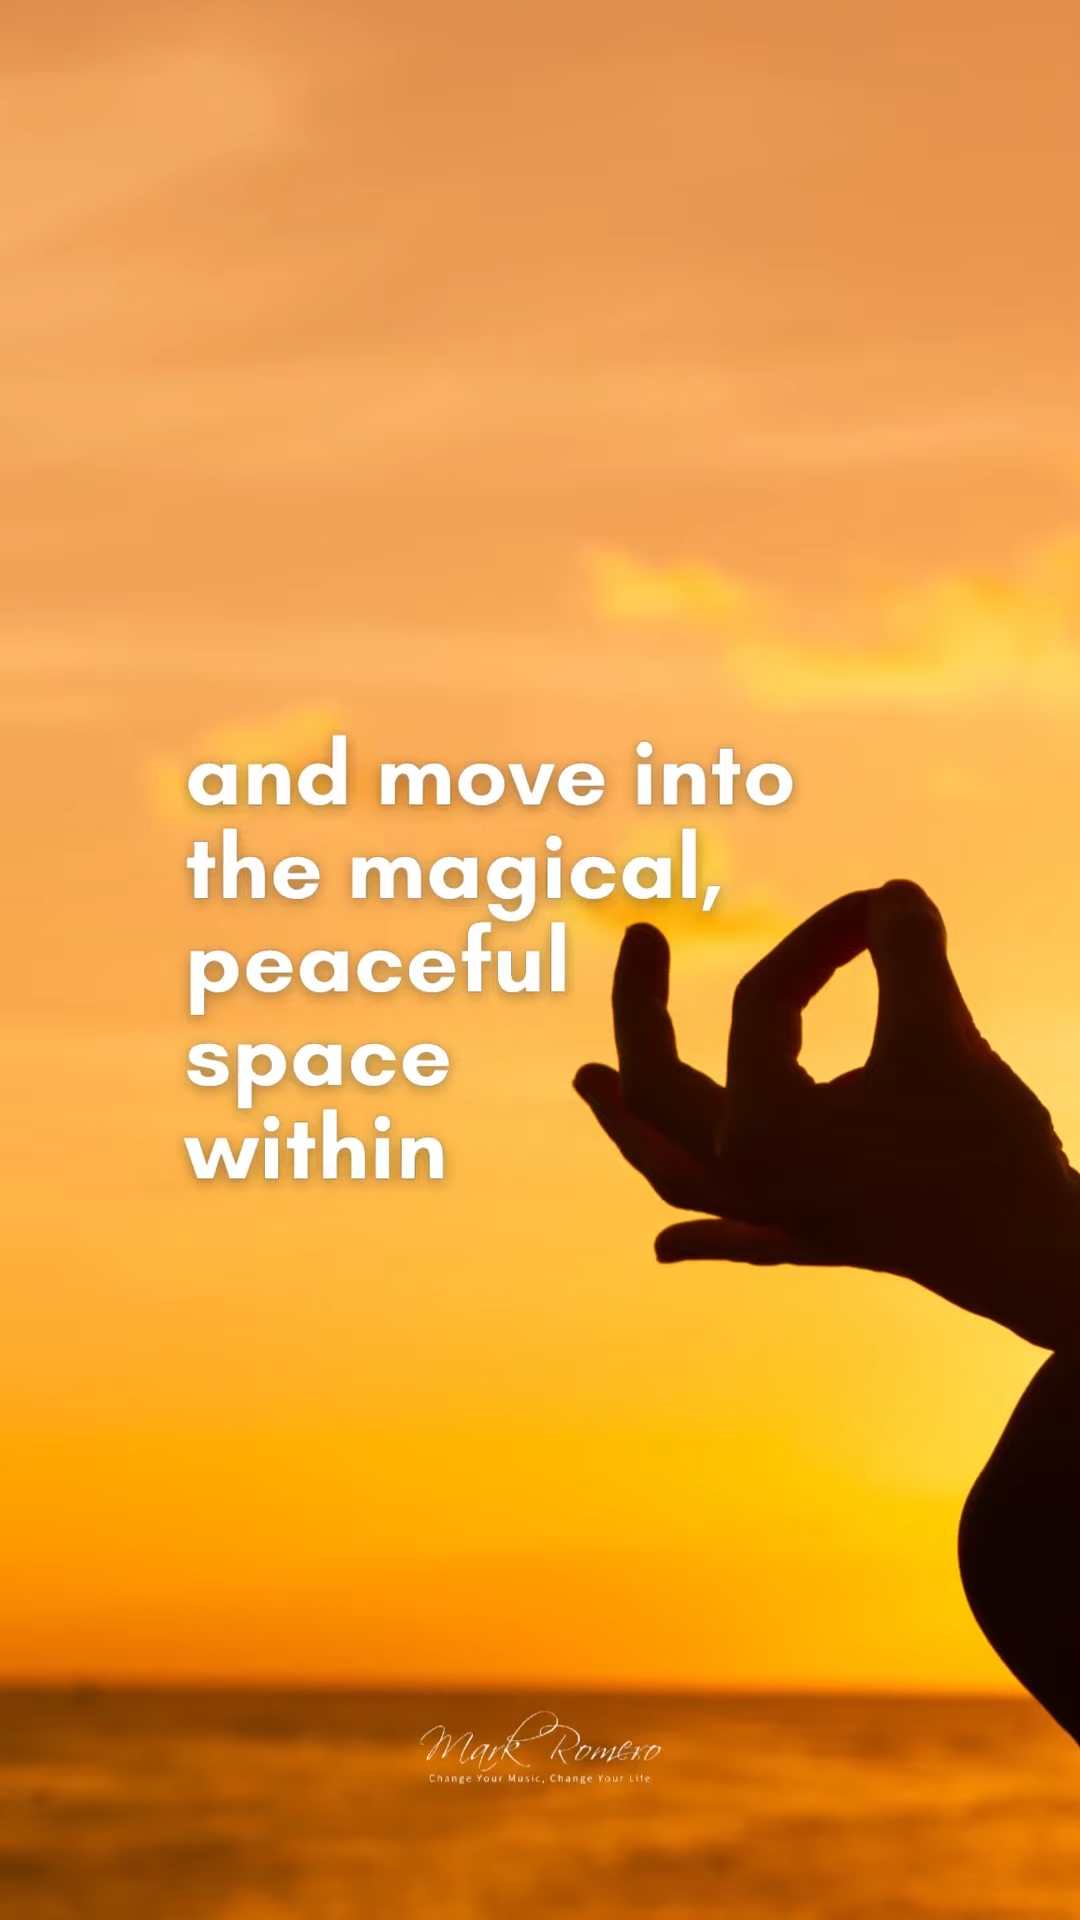 and move into
the magical,
peaceful
space
within
Mark Romero
Change Your Music, Change Your Life